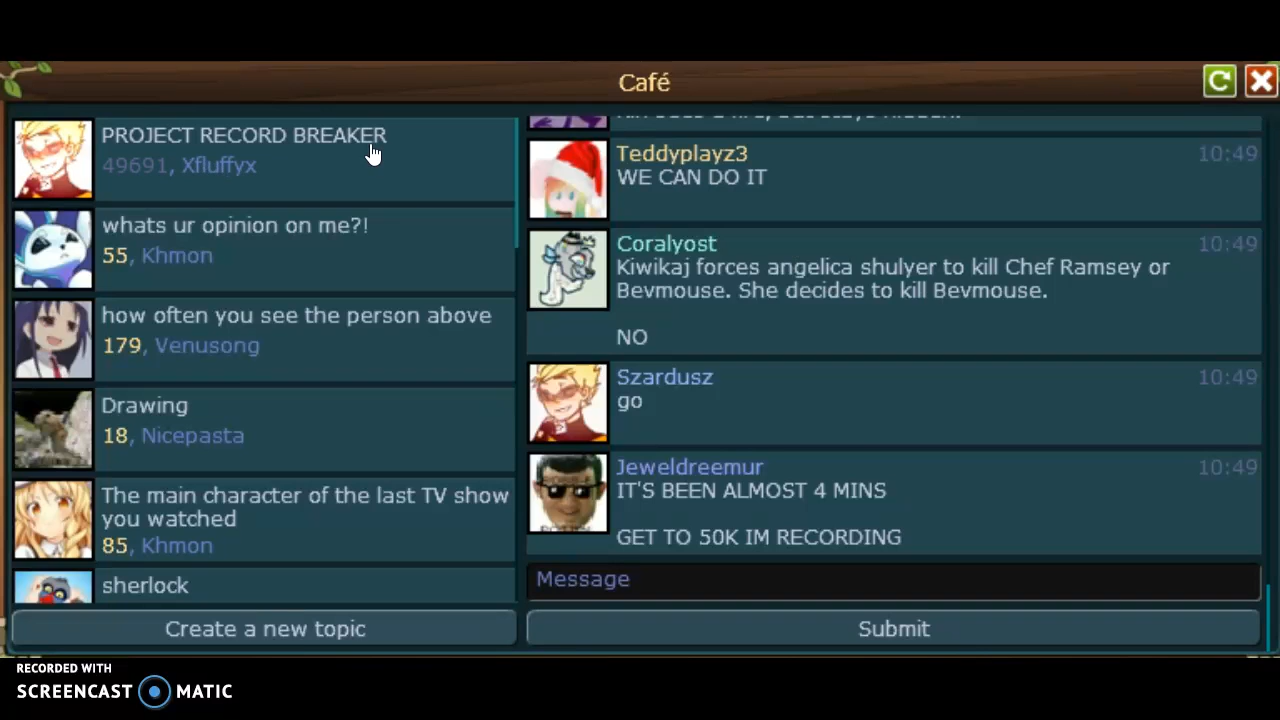 Café
PROJECT RECORD BREAKER
49691, Xfluffyx
whats ur opinion on me?!
55, Khmon
how often you see the person above
179, Venusong
Drawing
18, Nicepasta
The main character of the last TV show
you watched
85, Khmon
sherlock
Create a new topic
Teddyplayz3 10:49
WE CAN DO IT
Coralyost 10:49
Kiwikaj forces angelica shulyer to kill Chef Ramsey or
Bevmouse. She decides to kill Bevmouse.
NO
Szardusz 10:49
go
Jeweldreemur 10:49
IT'S BEEN ALMOST 4 MINS
GET TO 50K IM RECORDING
Message
Submit
RECORDED WITH
SCREENCAST MATIC